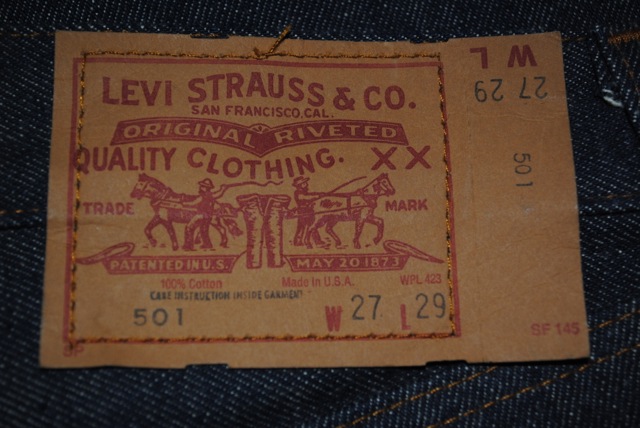 LEVI STRAUSS & CO.
SAN FRANCISCO, CAL.
ORIGINAL RIVETED
QUALITY CLOTHING. XX
TRADE MARK
PATENTED IN U.S. MAY 20 1873
100% Cotton Made in U.S.A. WPL 423
CARE INSTRUCTION INSIDE GARMENT
501 W 27 L 29
SF 145
W L
27 29
501